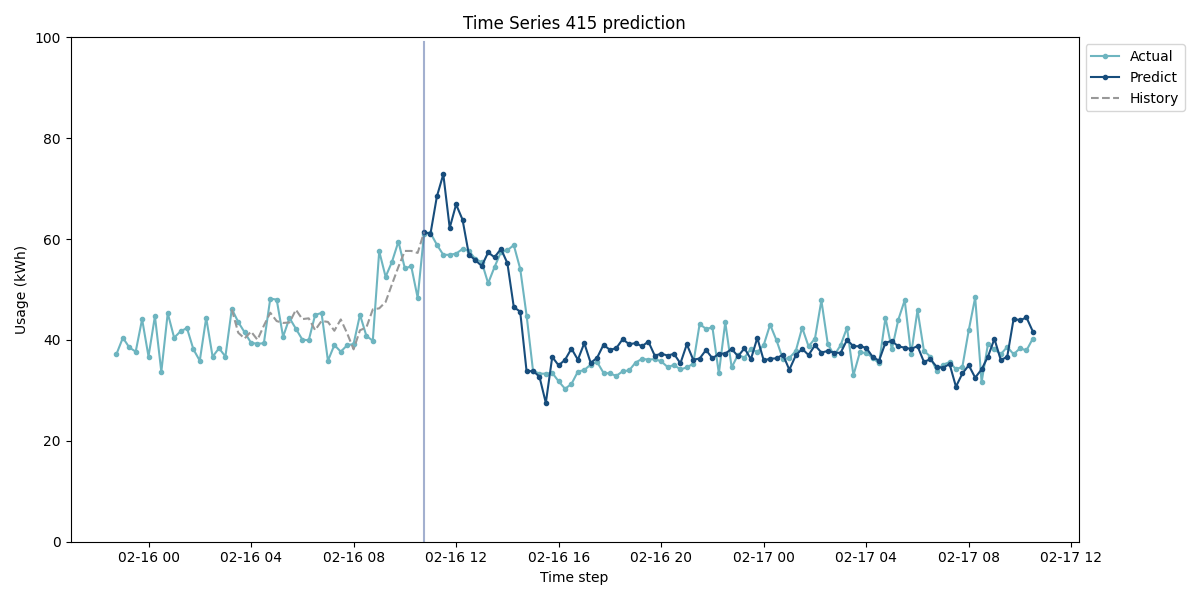 Time Series 415 prediction
Usage (kWh)
100
80
60
40
20
0
02-16 00
02-16 04
02-16 08
02-16 12
02-16 16
02-16 20
02-17 00
02-17 04
02-17 08
02-17 12
Time step
Actual
Predict
History